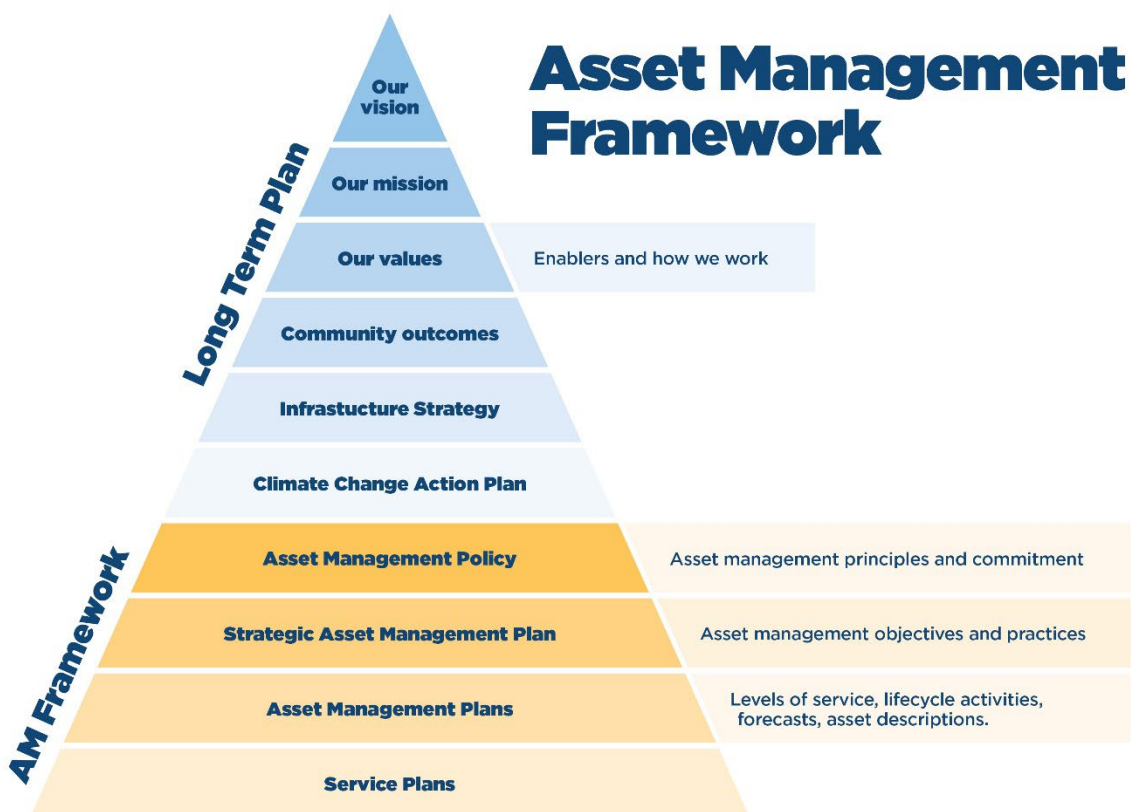 Asset Management
Framework
Long Term Plan
Our
vision
Our mission
Our values
Enablers and how we work
Community outcomes
Infrastucture Strategy
Climate Change Action Plan
AM Framework
Asset Management Policy
Asset management principles and commitment
Strategic Asset Management Plan
Asset management objectives and practices
Asset Management Plans
Levels of service, lifecycle activities,
forecasts, asset descriptions.
Service Plans